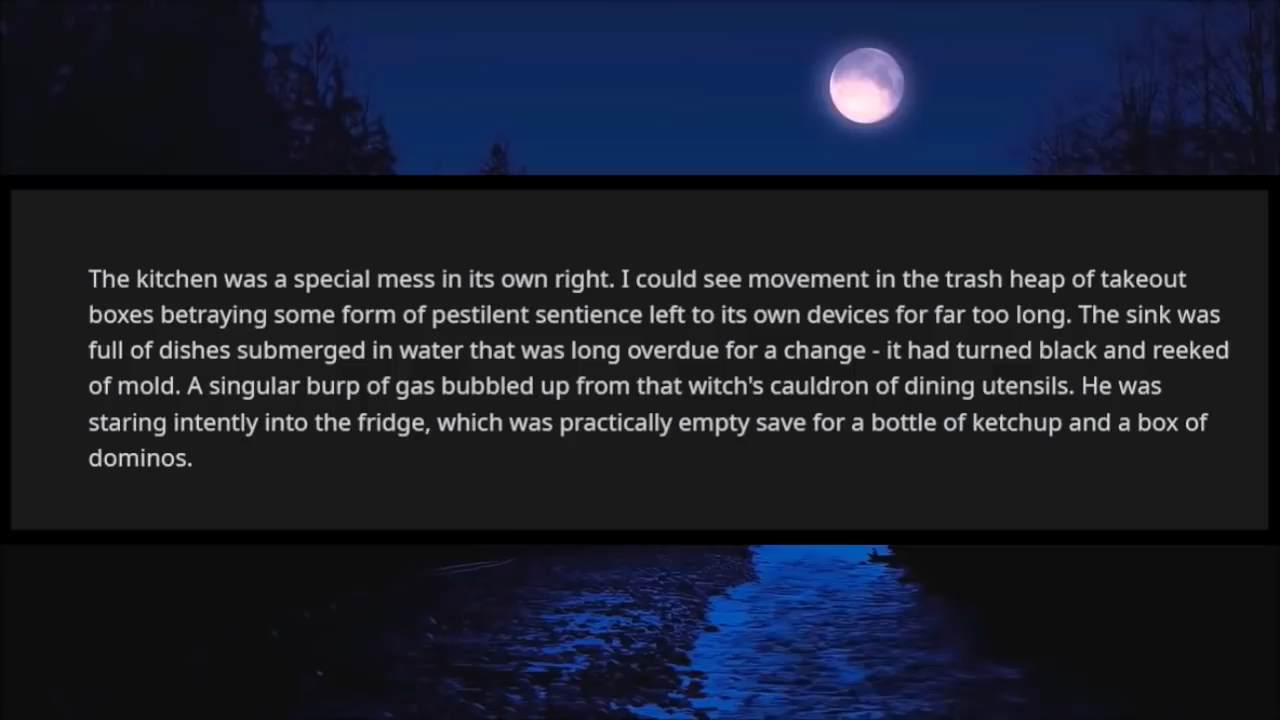 The kitchen was a special mess in its own right. I could see movement in the trash heap of takeout
boxes betraying some form of pestilent sentience left to its own devices for far too long. The sink was
full of dishes submerged in water that was long overdue for a change - it had turned black and reeked
of mold. A singular burp of gas bubbled up from that witch's cauldron of dining utensils. He was
staring intently into the fridge, which was practically empty save for a bottle of ketchup and a box of
dominos.